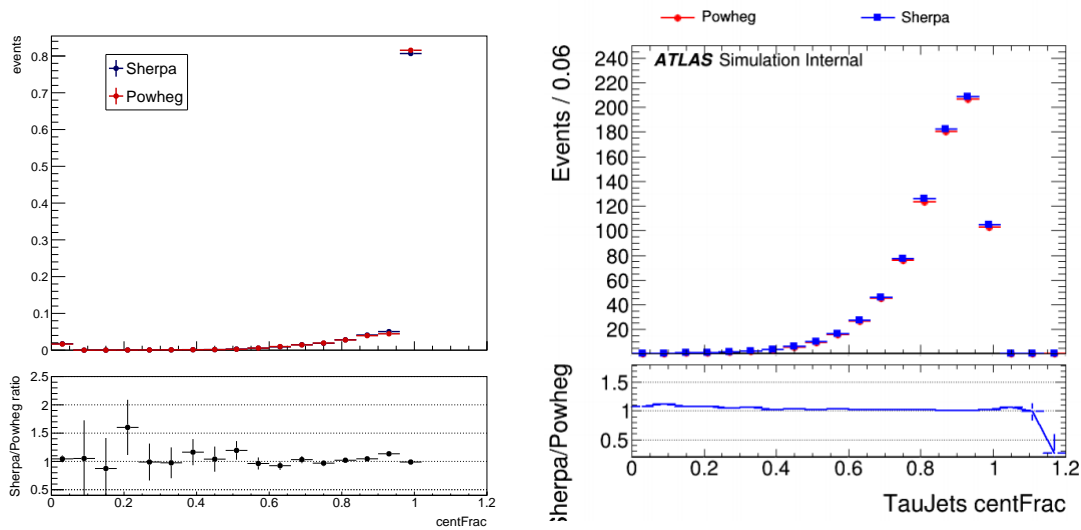 Powheg
Sherpa
events
Sherpa
Powheg
0.8
0.7
0.6
0.5
0.4
0.3
0.2
0.1
0
2.5
2
1.5
1
0.5
Sherpa/Powheg ratio
0 0.2 0.4 0.6 0.8 1 1.2
centFrac
ATLAS Simulation Internal
Events / 0.06
240
220
200
180
160
140
120
100
80
60
40
20
Sherpa/Powheg
1.5
1
0.5
0 0.2 0.4 0.6 0.8 1 1.2
TauJets centFrac